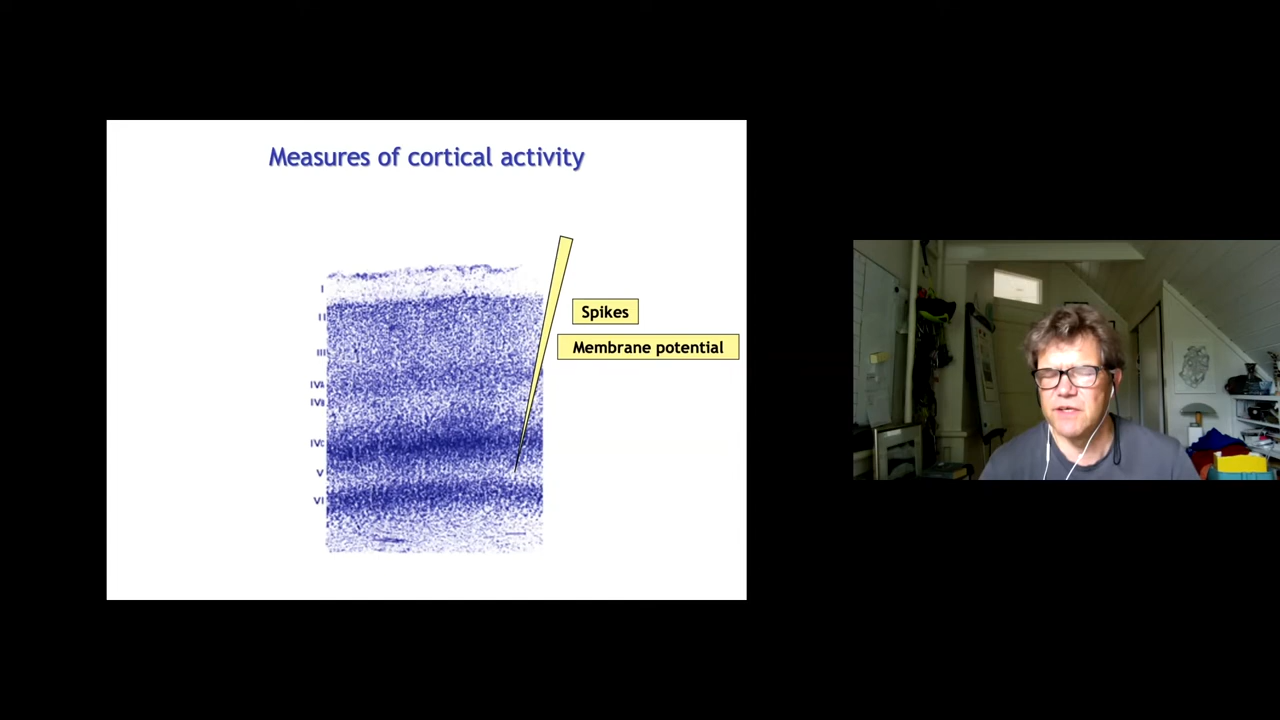 Measures of cortical activity
I
II
III
IVA
IVB
IVC
V
VI
Spikes
Membrane potential